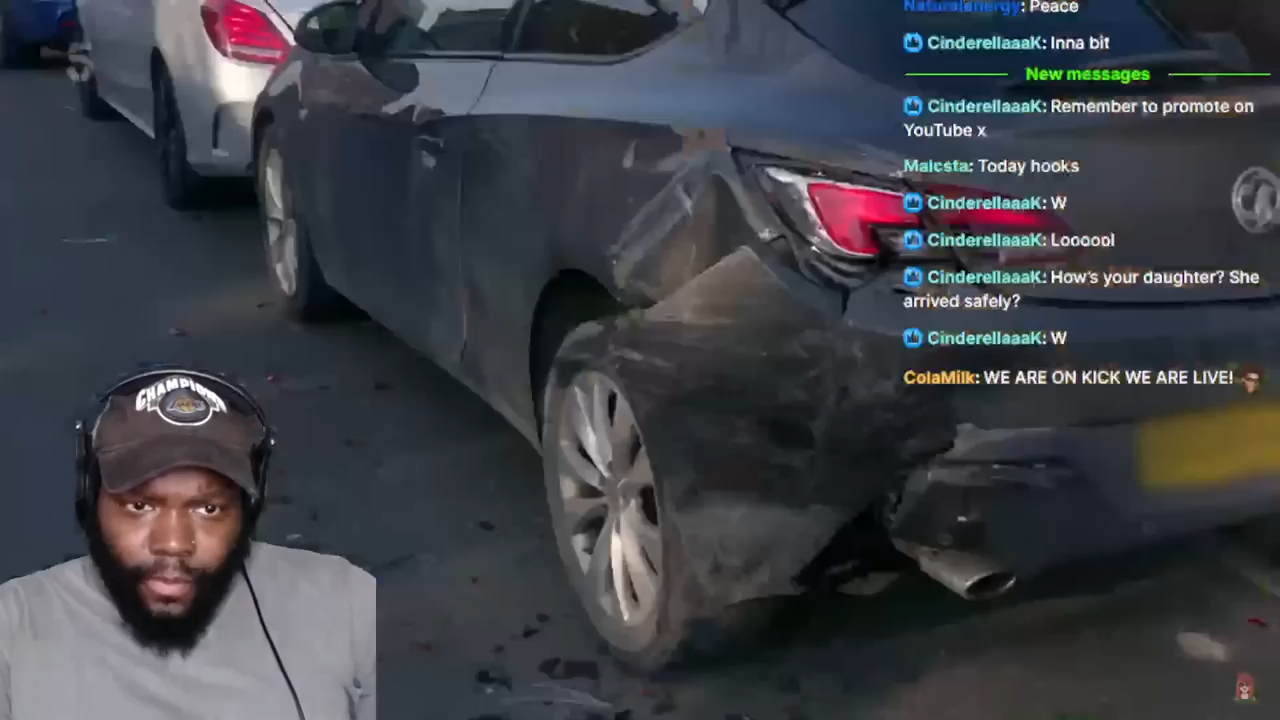 Naturalenergy: Peace
CinderellaaaK: Inna bit
New messages
CinderellaaaK: Remember to promote on
YouTube x
Malcsta: Today hooks
CinderellaaaK: W
CinderellaaaK: Loooool
CinderellaaaK: How's your daughter? She
arrived safely?
CinderellaaaK: W
ColaMilk: WE ARE ON KICK WE ARE LIVE!
CHAMPIONS